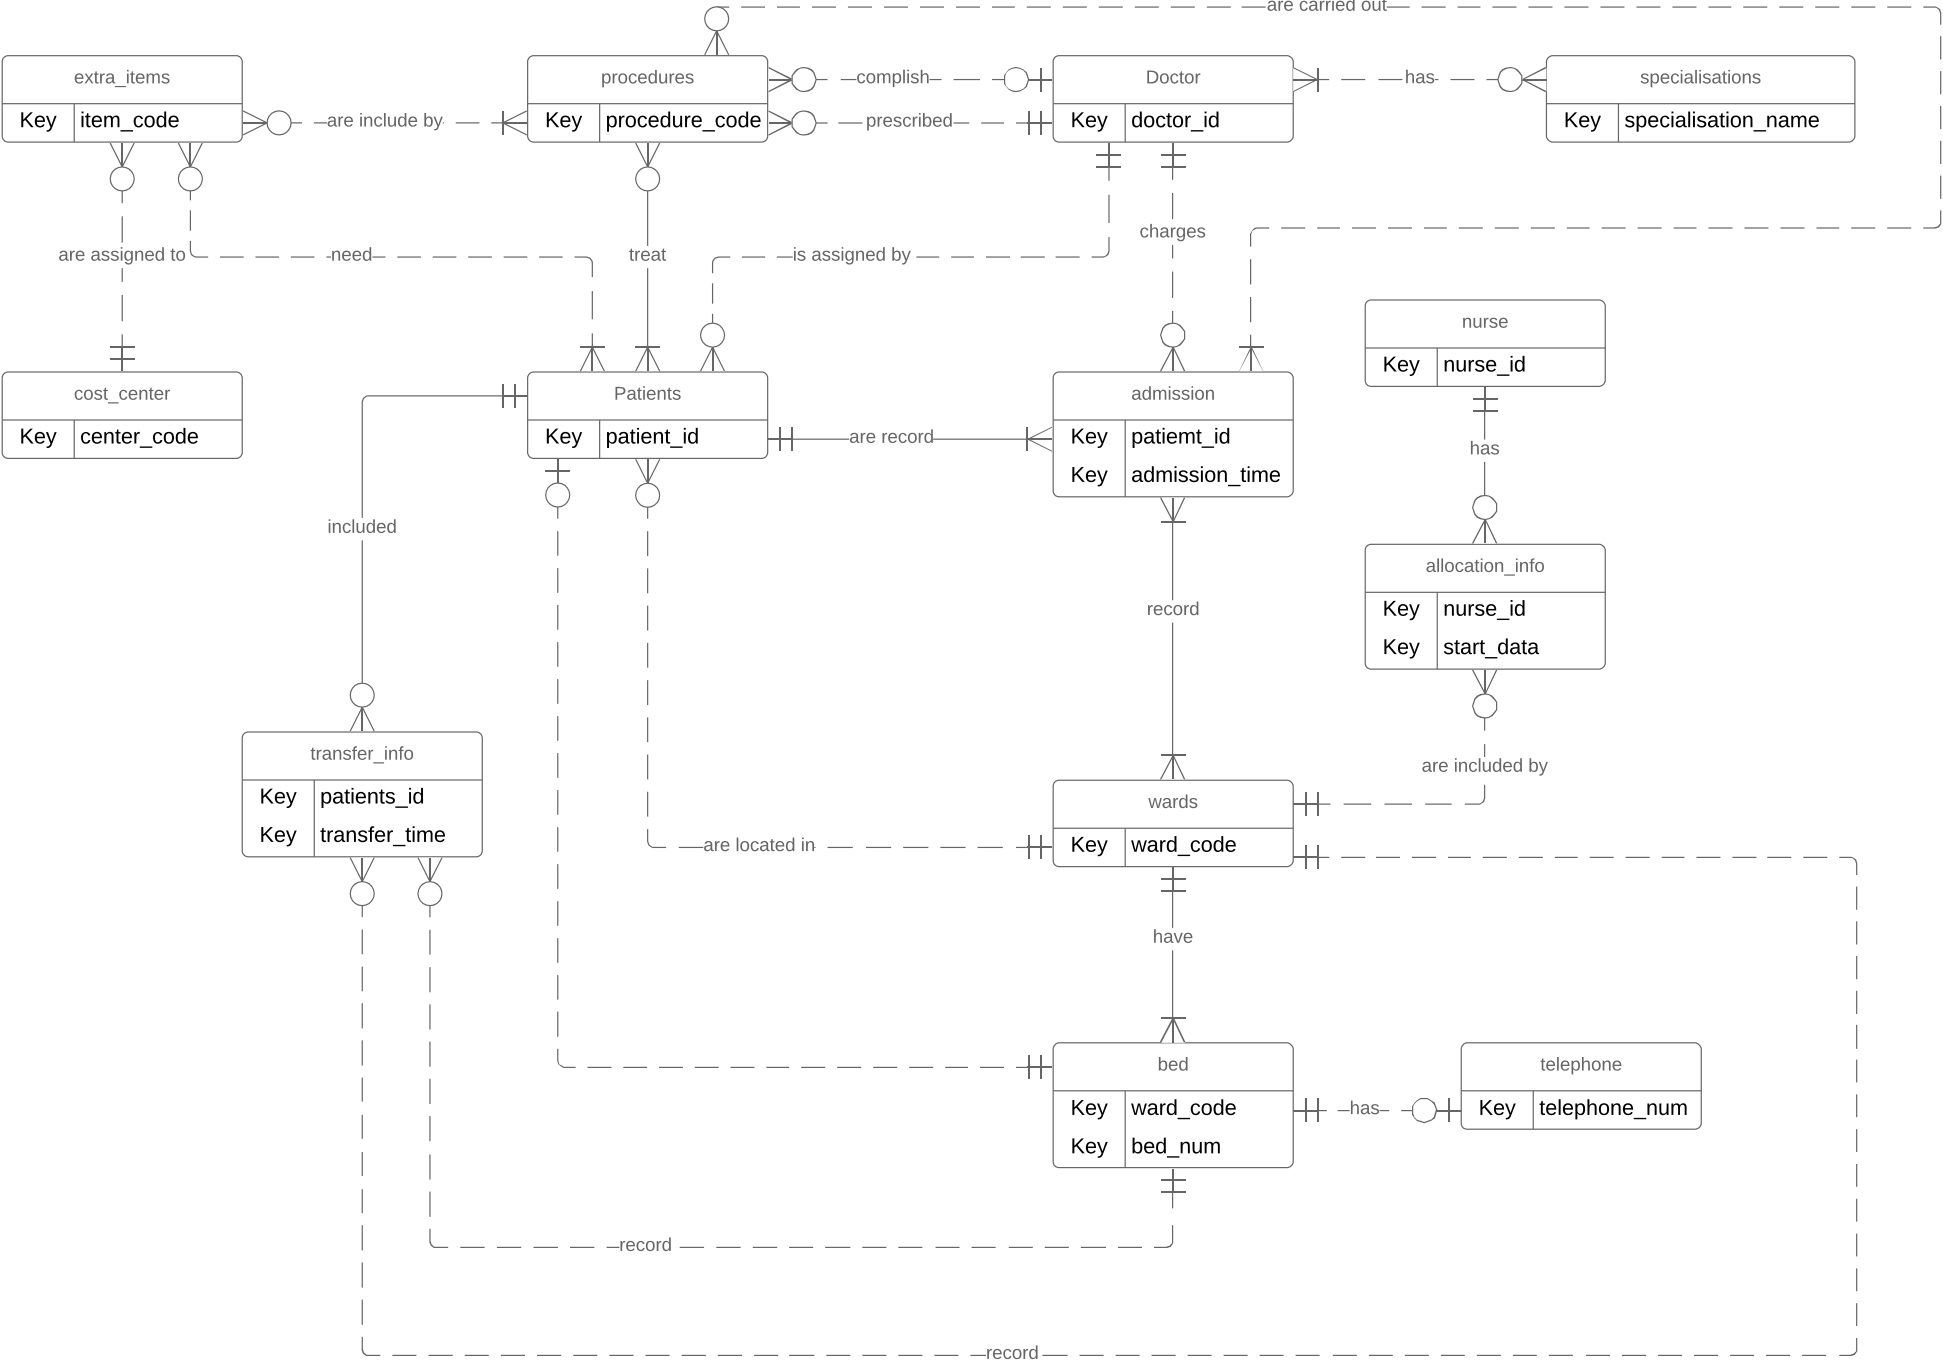 are carried out
extra_items
procedures
Doctor
specialisations
complish
has
Key item_code
are include by
Key procedure_code
prescribed
Key doctor_id
Key specialisation_name
charges
are assigned to
need
treat
is assigned by
nurse
Key nurse_id
cost_center
Patients
admission
Key center_code
Key patient_id
are record
Key patiemt_id
Key admission_time
has
included
allocation_info
Key nurse_id
Key start_data
record
transfer_info
Key patients_id
Key transfer_time
are included by
wards
Key ward_code
are located in
have
bed
Key ward_code
Key bed_num
has
telephone
Key telephone_num
record
record